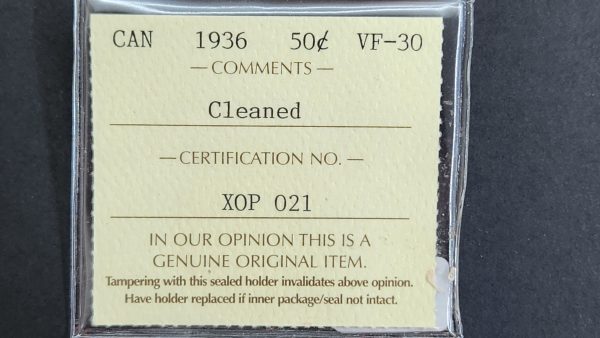 CAN 1936 50¢ VF-30
— COMMENTS —
Cleaned
— CERTIFICATION NO. —
XOP 021
IN OUR OPINION THIS IS A
GENUINE ORIGINAL ITEM.
Tampering with this sealed holder invalidates above opinion.
Have holder replaced if inner package/seal not intact.